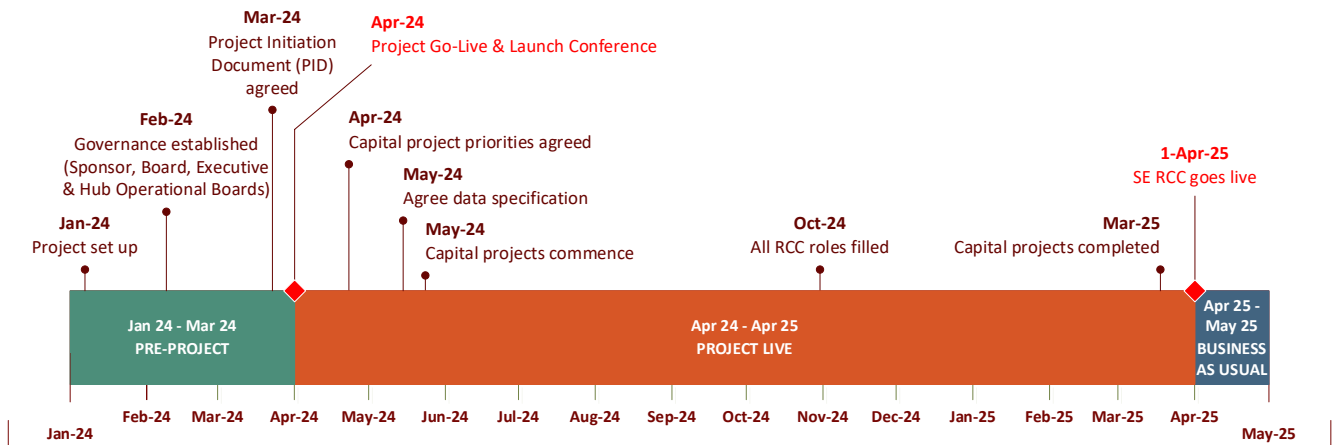 Mar-24
Project Initiation
Document (PID)
agreed
Apr-24
Project Go-Live & Launch Conference
Feb-24
Governance established
(Sponsor, Board, Executive
& Hub Operational Boards)
Apr-24
Capital project priorities agreed
1-Apr-25
SE RCC goes live
May-24
Agree data specification
Jan-24
Project set up
May-24
Capital projects commence
Oct-24
All RCC roles filled
Mar-25
Capital projects completed
Jan 24 - Mar 24
PRE-PROJECT
Apr 24 - Apr 25
PROJECT LIVE
Apr 25 -
May 25
BUSINESS
AS USUAL
Jan-24
Feb-24
Mar-24
Apr-24
May-24
Jun-24
Jul-24
Aug-24
Sep-24
Oct-24
Nov-24
Dec-24
Jan-25
Feb-25
Mar-25
Apr-25
May-25